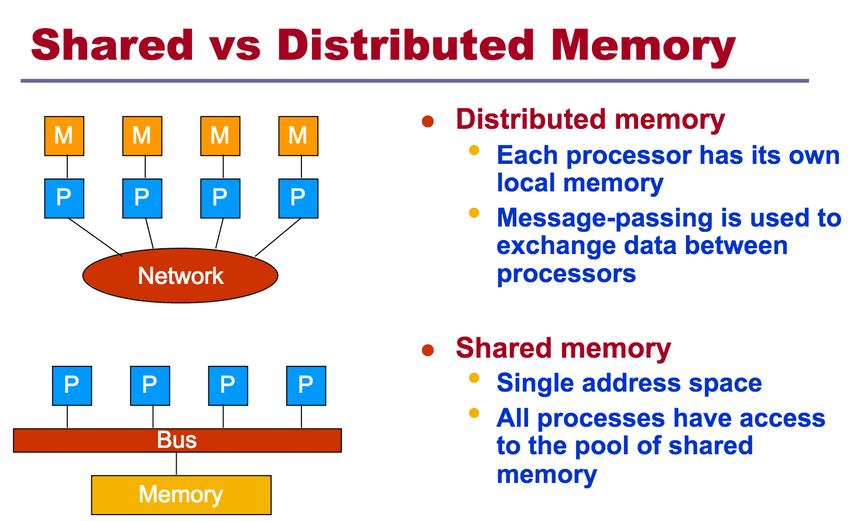 Shared vs Distributed Memory
M M M M
P P P P
Network
Distributed memory
Each processor has its own
local memory
Message-passing is used to
exchange data between
processors
P P P P
Bus
Memory
Shared memory
Single address space
All processes have access
to the pool of shared
memory